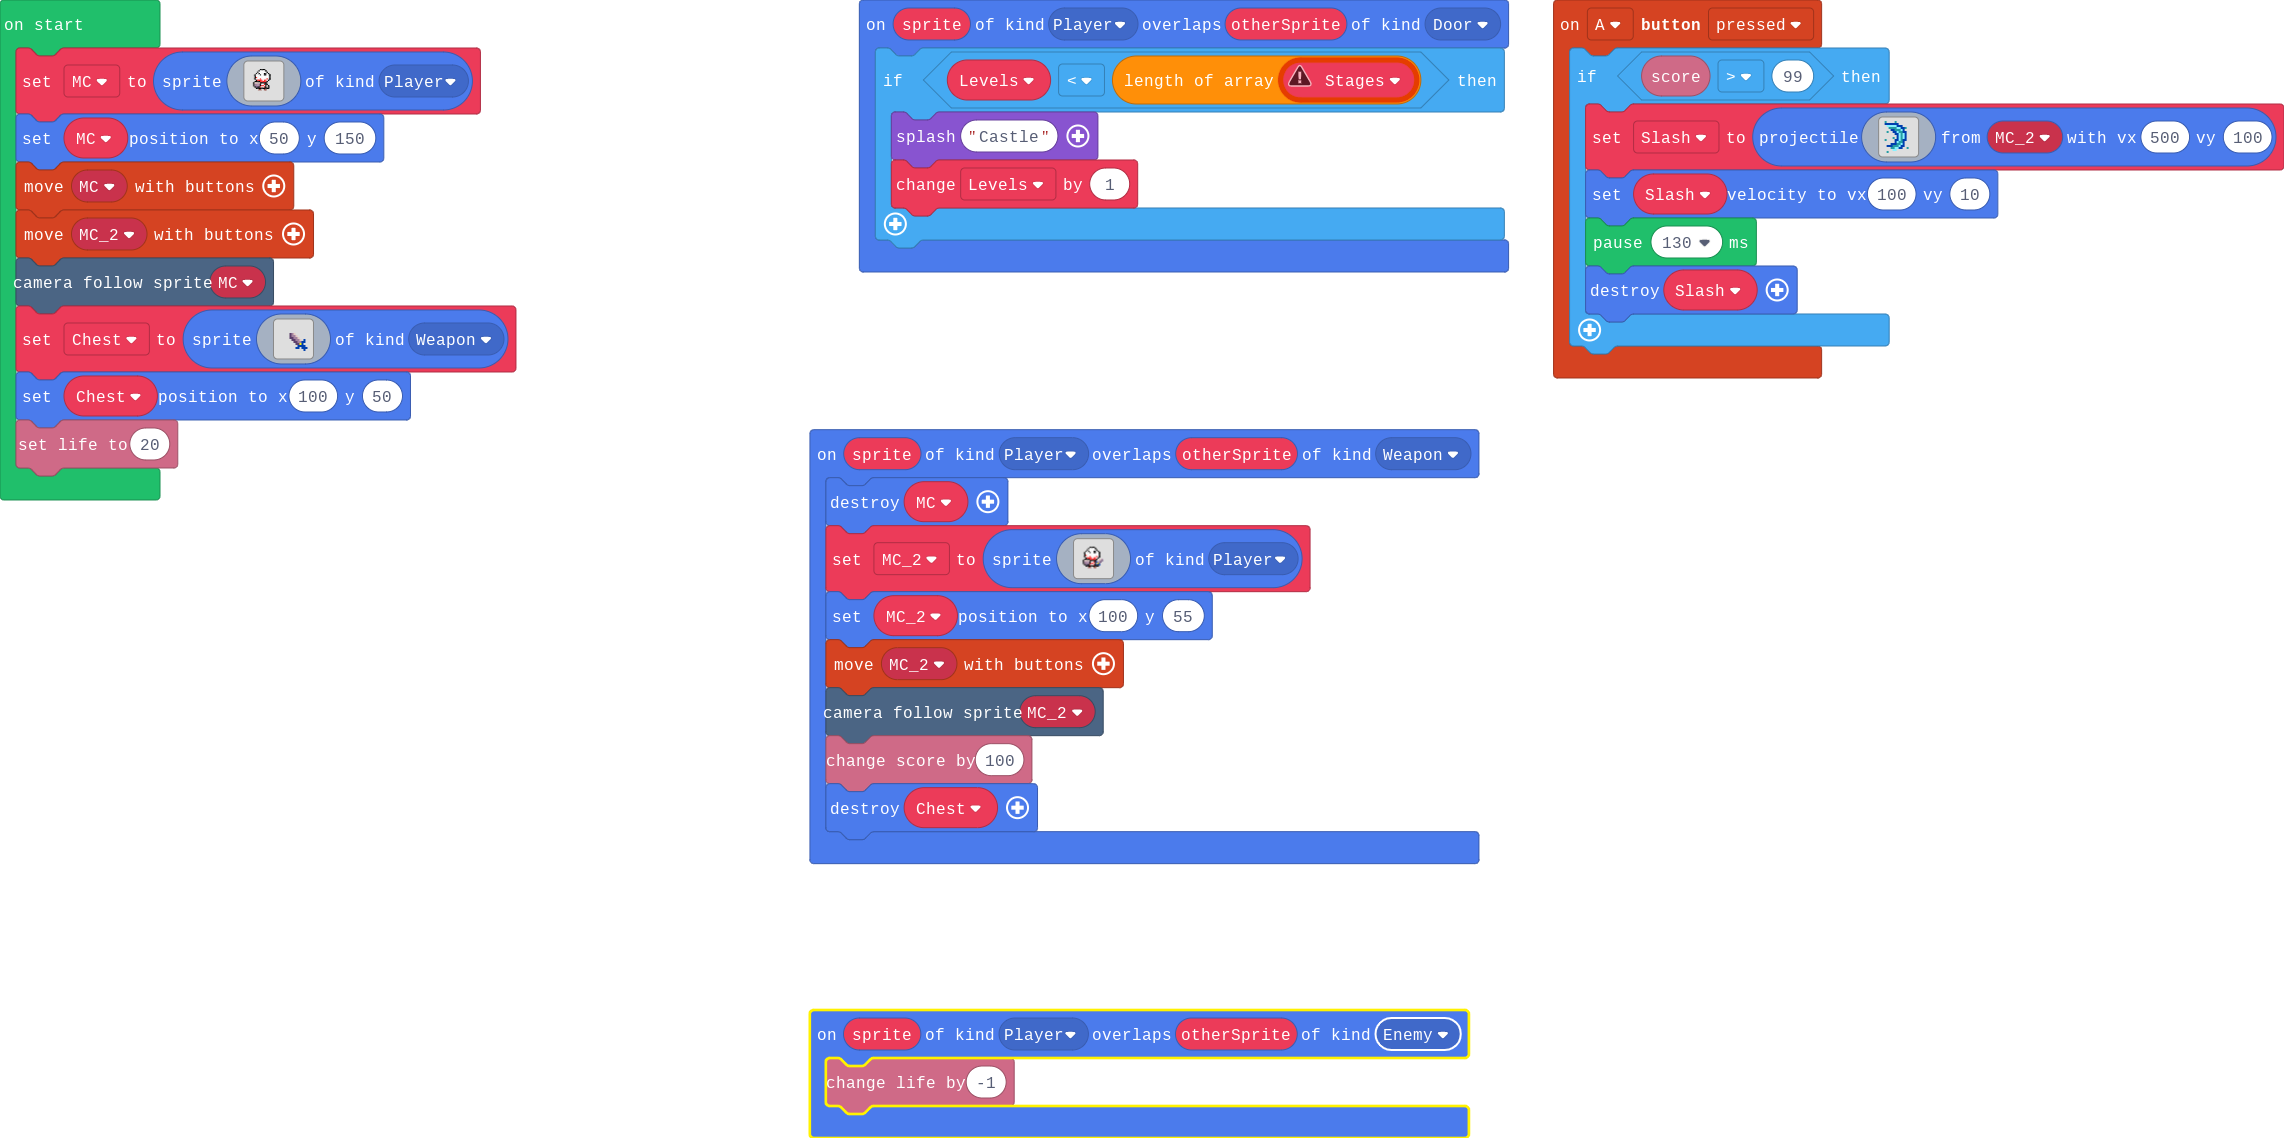 on start
set MC to sprite of kind Player
set MC position to x 50 y 150
move MC with buttons
move MC_2 with buttons
camera follow sprite MC
set Chest to sprite of kind Weapon
set Chest position to x 100 y 50
set life to 20
on sprite of kind Player overlaps otherSprite of kind Door
if Levels < length of array Stages then
splash "Castle"
change Levels by 1
on sprite of kind Player overlaps otherSprite of kind Weapon
destroy MC
set MC_2 to sprite of kind Player
set MC_2 position to x 100 y 55
move MC_2 with buttons
camera follow sprite MC_2
change score by 100
destroy Chest
on sprite of kind Player overlaps otherSprite of kind Enemy
change life by -1
on A button pressed
if score > 99 then
set Slash to projectile from MC_2 with vx 500 vy 100
set Slash velocity to vx 100 vy 10
pause 130 ms
destroy Slash